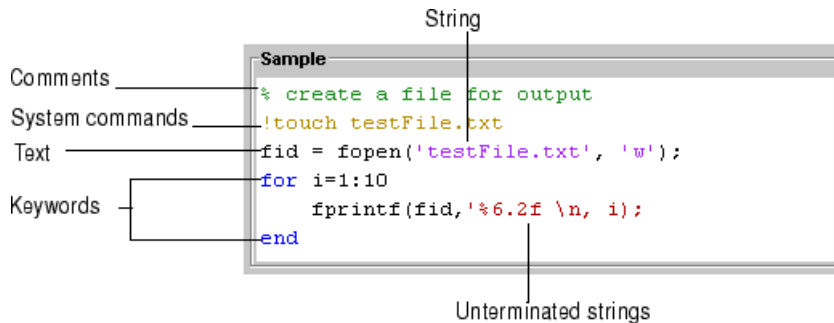 String
Sample
Comments
% create a file for output
System commands
!touch testFile.txt
Text
fid = fopen('testFile.txt', 'w');
for i=1:10
Keywords
fprintf(fid,'%6.2f \n, i);
end
Unterminated strings